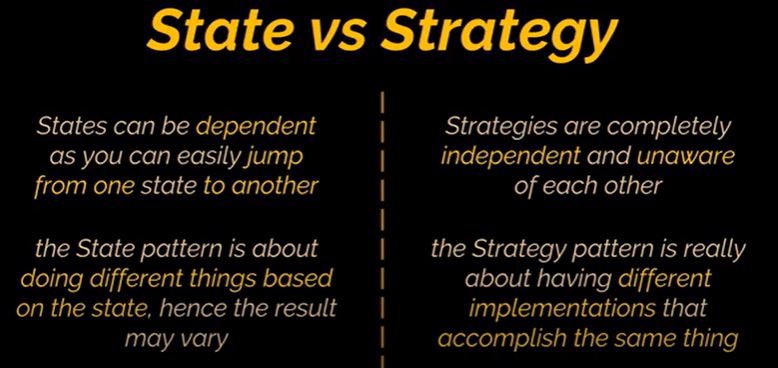 State vs Strategy
States can be dependent
as you can easily jump
from one state to another
the State pattern is about
doing different things based
on the state, hence the result
may vary
Strategies are completely
independent and unaware
of each other
the Strategy pattern is really
about having different
implementations that
accomplish the same thing